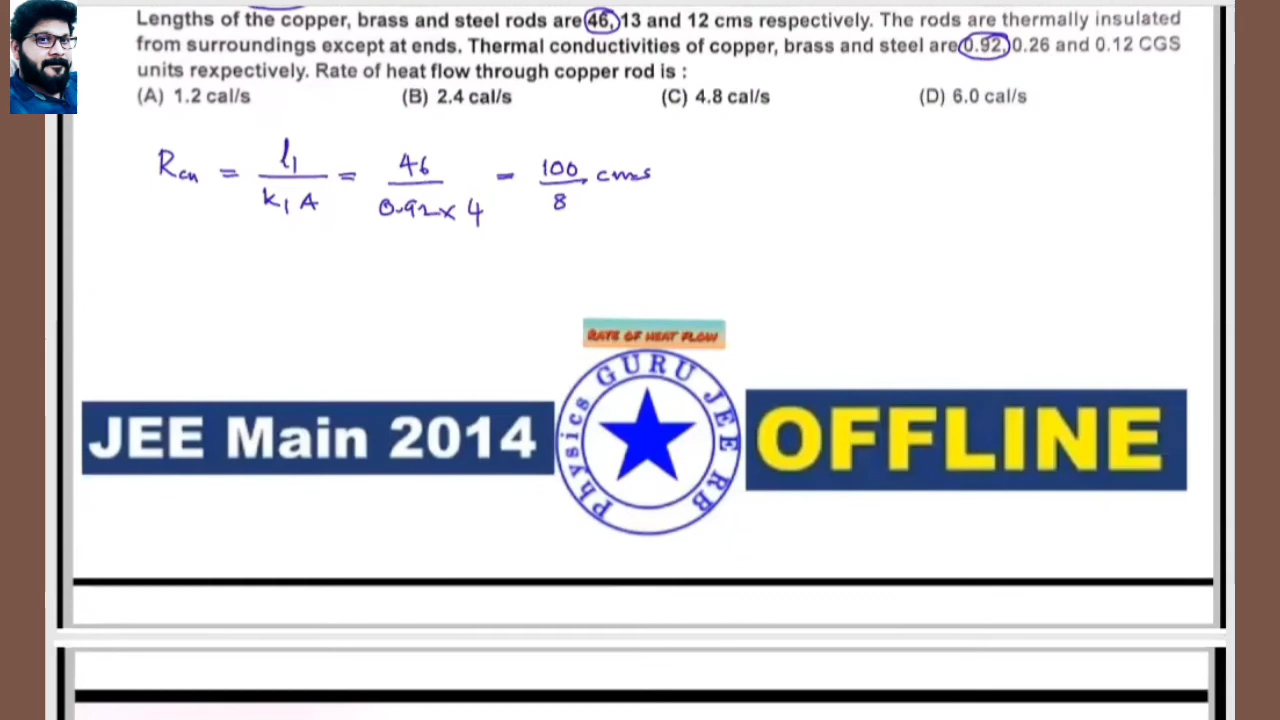 Lengths of the copper, brass and steel rods are 46, 13 and 12 cms respectively. The rods are thermally insulated
from surroundings except at ends. Thermal conductivities of copper, brass and steel are 0.92, 0.26 and 0.12 CGS
units rexpectively. Rate of heat flow through copper rod is :
(A) 1.2 cal/s (B) 2.4 cal/s (C) 4.8 cal/s (D) 6.0 cal/s
Rcu = l1 / K1 A = 46 / 0.92 x 4 = 100 / 8 cms
RATE OF HEAT FLOW
JEE Main 2014
Physics GURU JEE RB
OFFLINE